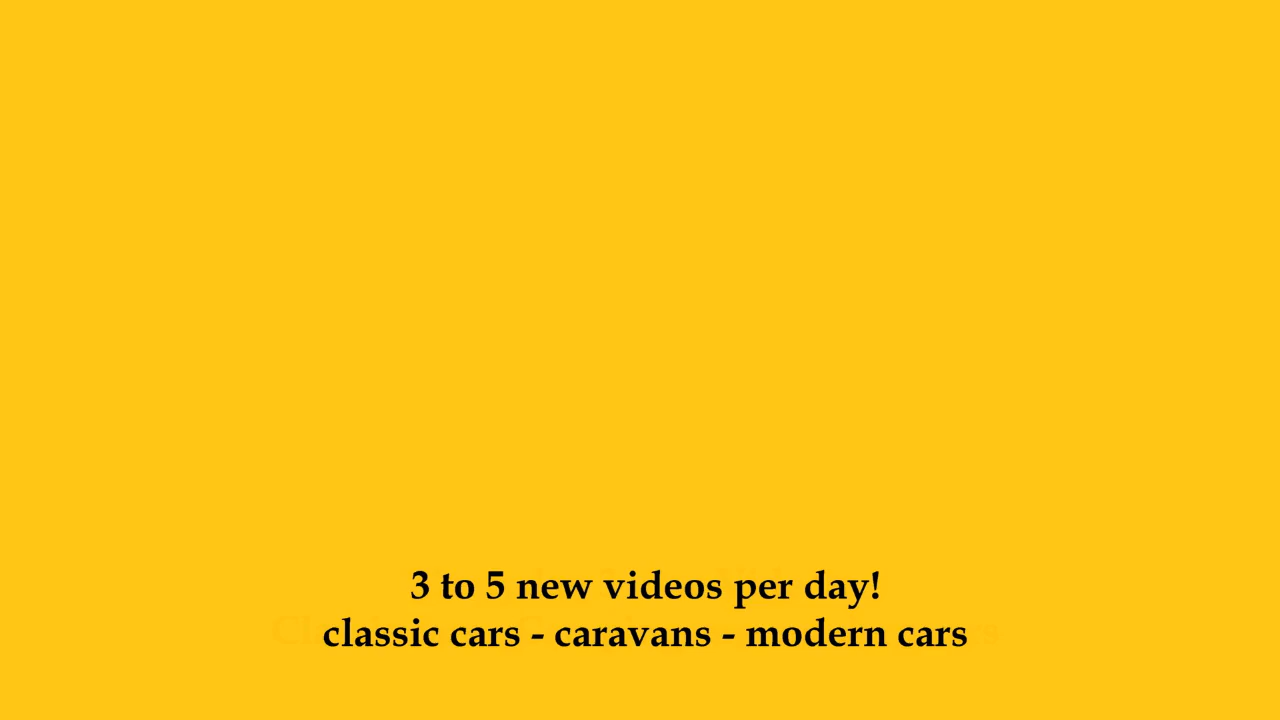 3 to 5 new videos per day!
classic cars - caravans - modern cars